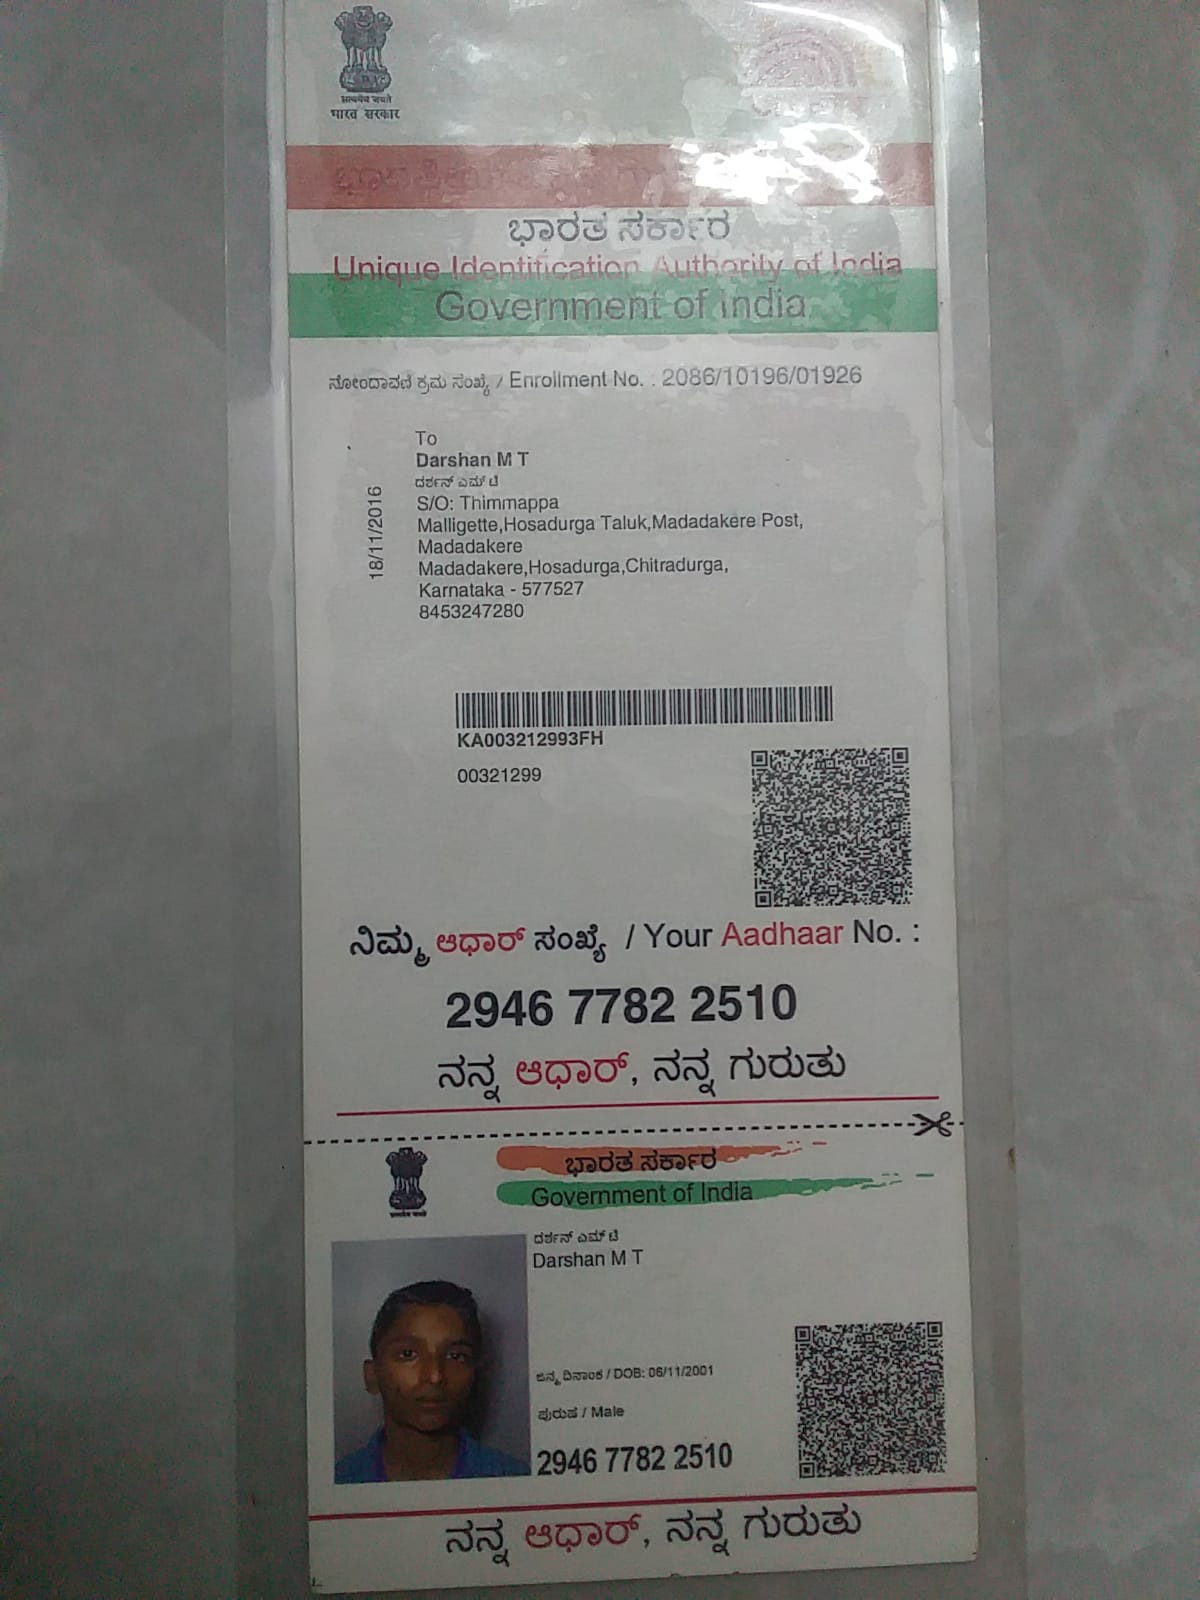 सत्यमेव जयते
भारत सरकार
ಭಾರತ ಸರ್ಕಾರ
Unique Identification Authority of India
Government of India
ನೋಂದಾವಣಿ ಕ್ರಮ ಸಂಖ್ಯೆ / Enrollment No. : 2086/10196/01926
18/11/2016
To
Darshan M T
ದರ್ಶನ್ ಎಮ್ ಟಿ
S/O: Thimmappa
Malligette,Hosadurga Taluk,Madadakere Post,
Madadakere
Madadakere,Hosadurga,Chitradurga,
Karnataka - 577527
8453247280
KA003212993FH
00321299
ನಿಮ್ಮ ಆಧಾರ್ ಸಂಖ್ಯೆ / Your Aadhaar No. :
2946 7782 2510
ನನ್ನ ಆಧಾರ್, ನನ್ನ ಗುರುತು
ಭಾರತ ಸರ್ಕಾರ
Government of India
ದರ್ಶನ್ ಎಮ್ ಟಿ
Darshan M T
ಜನ್ಮ ದಿನಾಂಕ / DOB: 06/11/2001
ಪುರುಷ / Male
2946 7782 2510
ನನ್ನ ಆಧಾರ್, ನನ್ನ ಗುರುತು